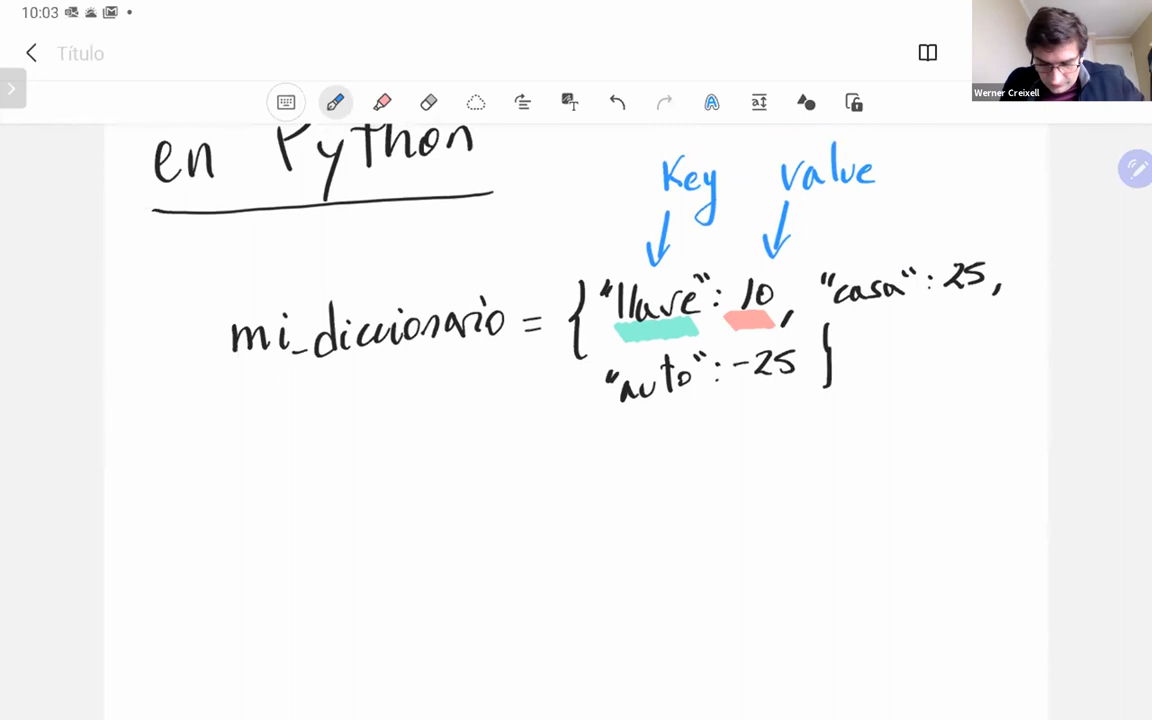 10:03
Título
Werner Creixell
en Python
Key value
mi_diccionario = { "llave": 10, "casa": 25,
"auto": -25 }